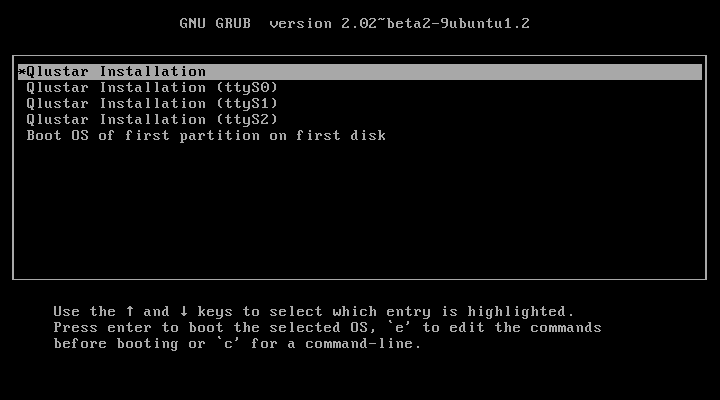 GNU GRUB  version 2.02~beta2-9ubuntu1.2
*Qlustar Installation
Qlustar Installation (ttyS0)
Qlustar Installation (ttyS1)
Qlustar Installation (ttyS2)
Boot OS of first partition on first disk
Use the ↑ and ↓ keys to select which entry is highlighted.
Press enter to boot the selected OS, `e' to edit the commands
before booting or `c' for a command-line.